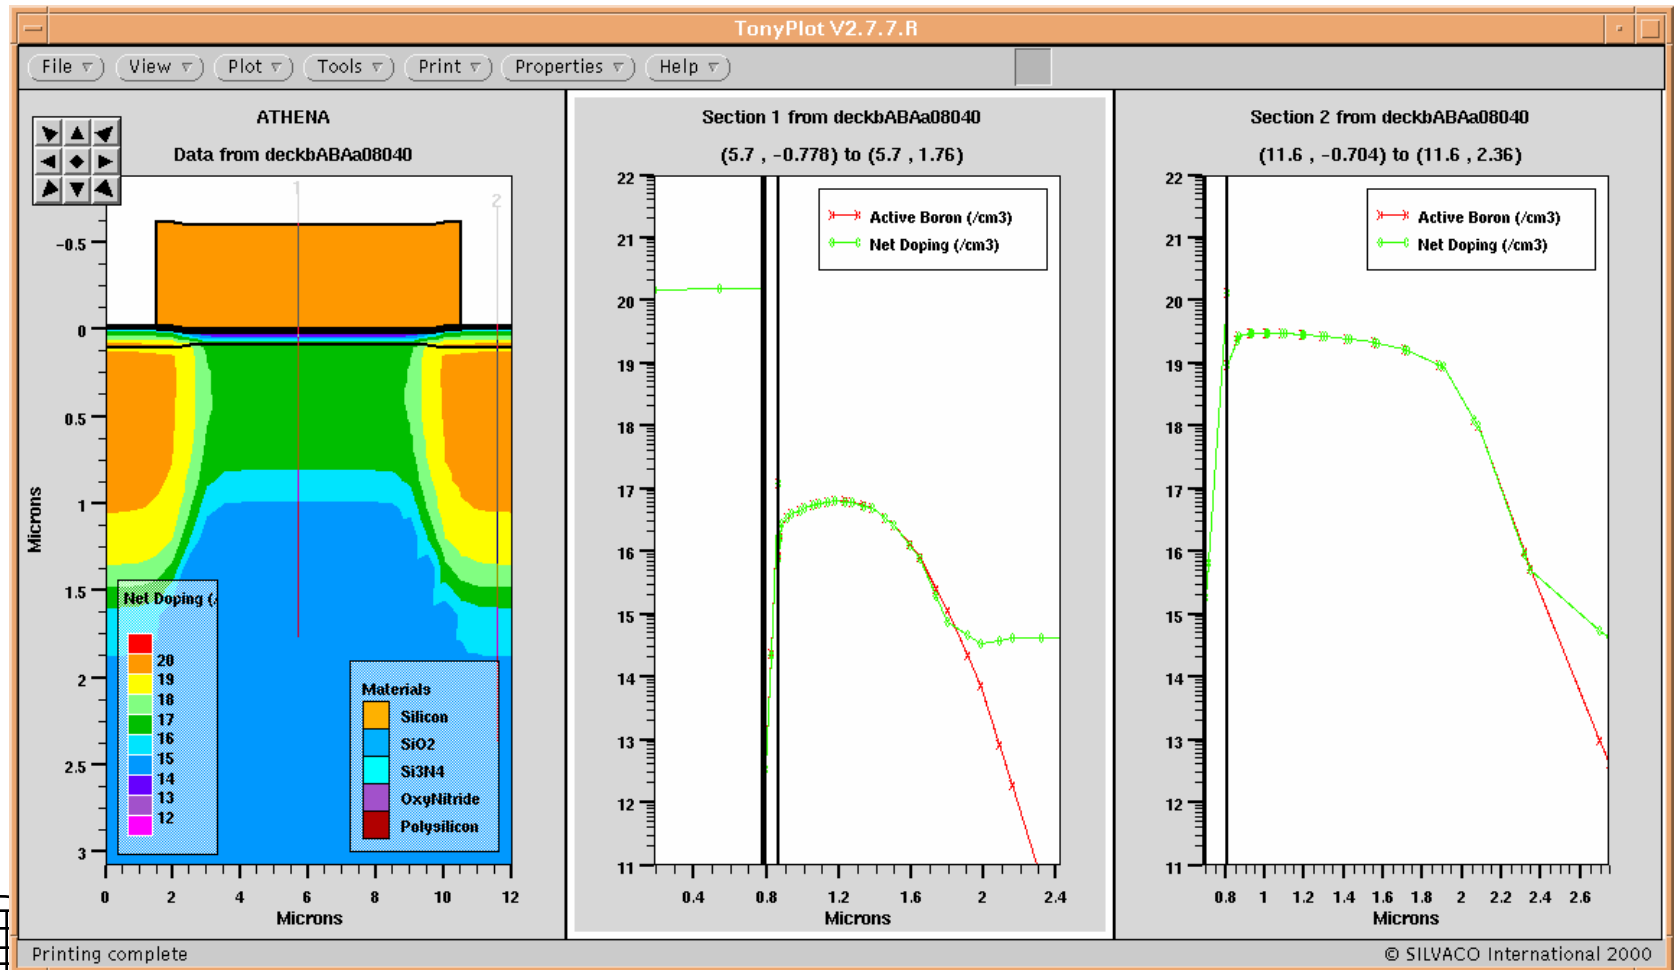 TonyPlot V2.7.7.R
File View Plot Tools Print Properties Help
ATHENA
Data from deckbABAa08040
1
2
-0.5
0
0.5
1
1.5
2
2.5
3
Microns
0 2 4 6 8 10 12
Microns
Net Doping (/
20
19
18
17
16
15
14
13
12
Materials
Silicon
SiO2
Si3N4
OxyNitride
Polysilicon
Section 1 from deckbABAa08040
(5.7 , -0.778) to (5.7 , 1.76)
Active Boron (/cm3)
Net Doping (/cm3)
22
21
20
19
18
17
16
15
14
13
12
11
0.4 0.8 1.2 1.6 2 2.4
Microns
Section 2 from deckbABAa08040
(11.6 , -0.704) to (11.6 , 2.36)
Active Boron (/cm3)
Net Doping (/cm3)
22
21
20
19
18
17
16
15
14
13
12
11
0.8 1 1.2 1.4 1.6 1.8 2 2.2 2.4 2.6
Microns
Printing complete
© SILVACO International 2000